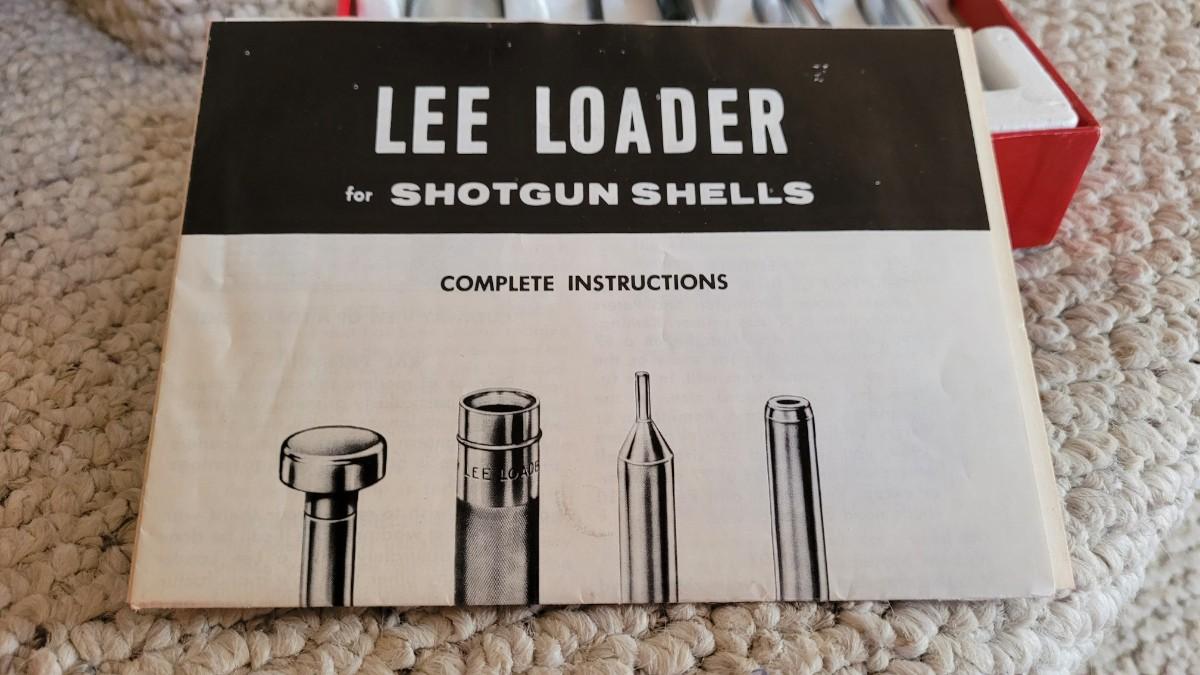 LEE LOADER
for SHOTGUN SHELLS
COMPLETE INSTRUCTIONS
LEE LOADE